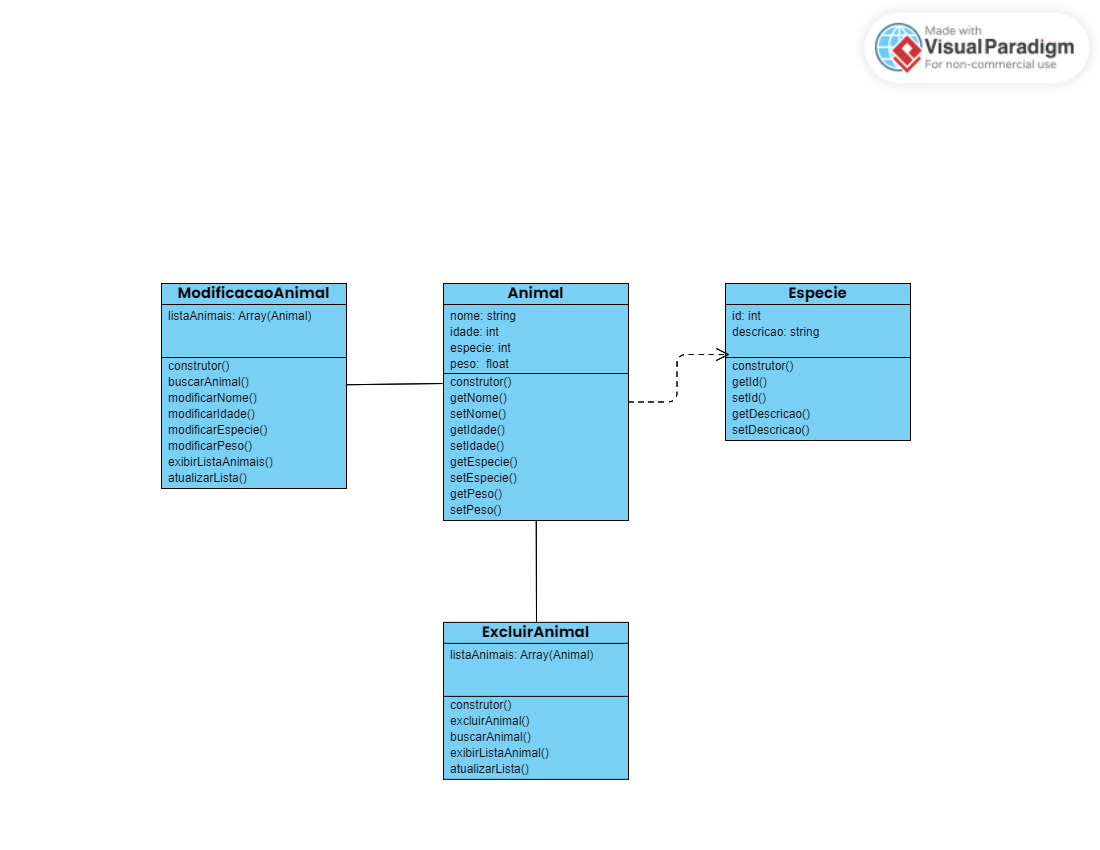 Made with
Visual Paradigm
For non-commercial use
ModificacaoAnimal
listaAnimais: Array(Animal)
construtor()
buscarAnimal()
modificarNome()
modificarIdade()
modificarEspecie()
modificarPeso()
exibirListaAnimais()
atualizarLista()
Animal
nome: string
idade: int
especie: int
peso: float
construtor()
getNome()
setNome()
getIdade()
setIdade()
getEspecie()
setEspecie()
getPeso()
setPeso()
Especie
id: int
descricao: string
construtor()
getId()
setId()
getDescricao()
setDescricao()
ExcluirAnimal
listaAnimais: Array(Animal)
construtor()
excluirAnimal()
buscarAnimal()
exibirListaAnimal()
atualizarLista()